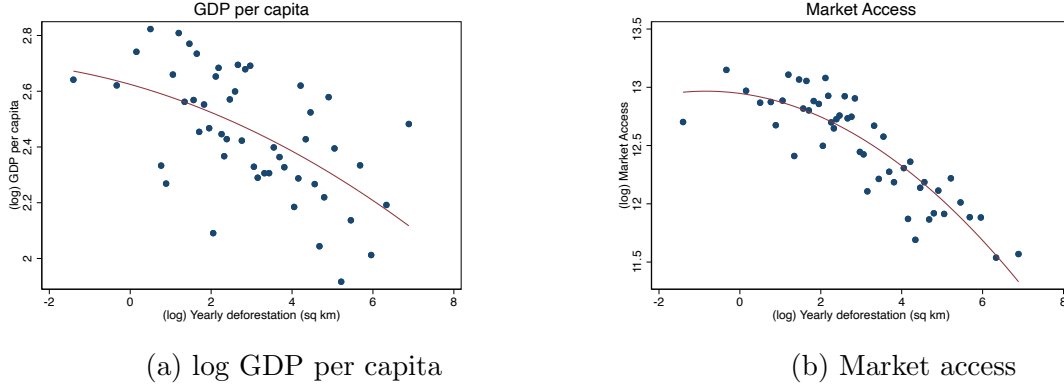 GDP per capita
(log) GDP per capita
2.8
2.6
2.4
2.2
2
-2 0 2 4 6 8
(log) Yearly deforestation (sq km)
(a) log GDP per capita
Market Access
(log) Market Access
13.5
13
12.5
12
11.5
-2 0 2 4 6 8
(log) Yearly deforestation (sq km)
(b) Market access